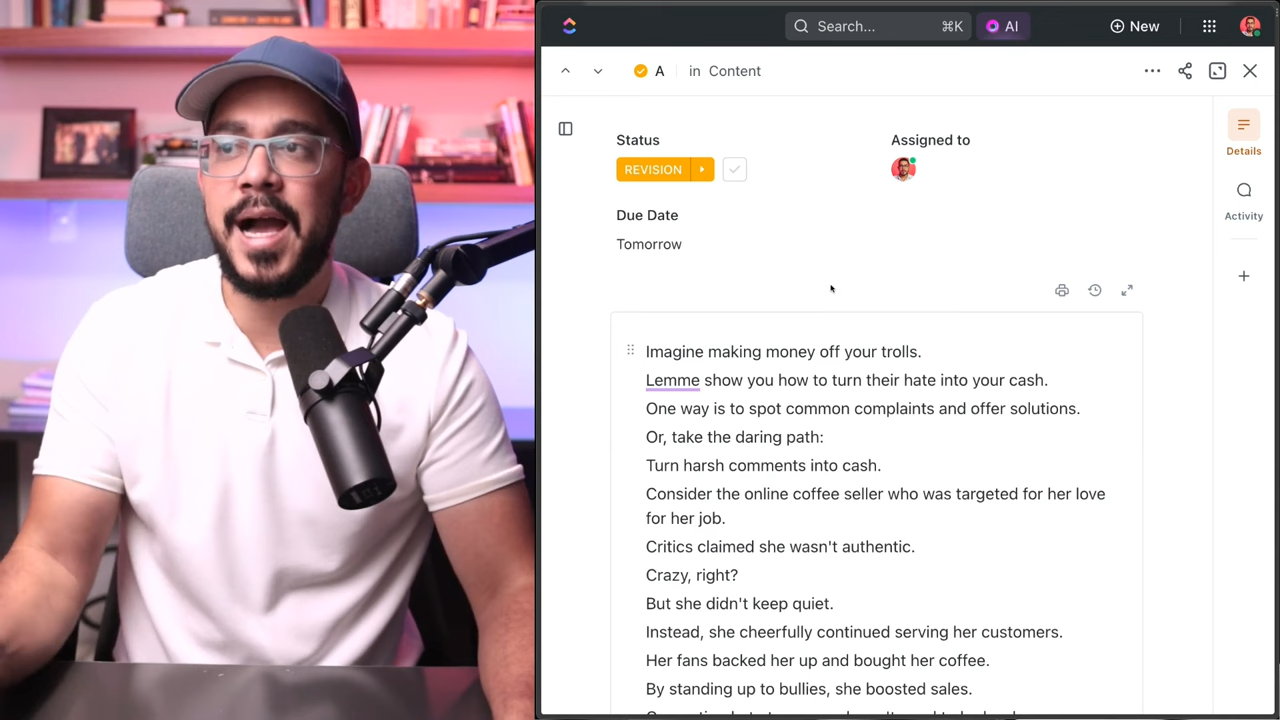 Search... ⌘K AI New
A in Content
Status Assigned to
REVISION
Due Date
Tomorrow
Details
Activity
Imagine making money off your trolls.
Lemme show you how to turn their hate into your cash.
One way is to spot common complaints and offer solutions.
Or, take the daring path:
Turn harsh comments into cash.
Consider the online coffee seller who was targeted for her love
for her job.
Critics claimed she wasn't authentic.
Crazy, right?
But she didn't keep quiet.
Instead, she cheerfully continued serving her customers.
Her fans backed her up and bought her coffee.
By standing up to bullies, she boosted sales.